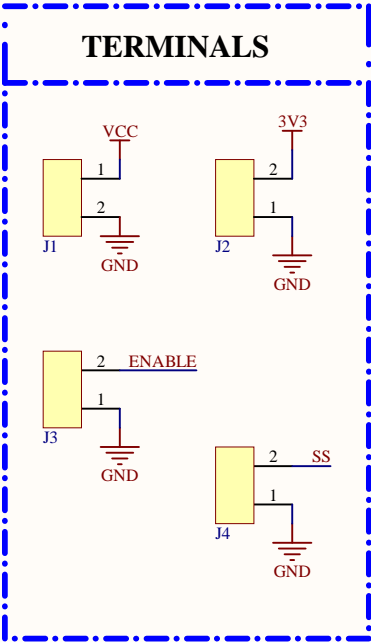 TERMINALS
VCC
1
2
J1
GND
3V3
2
1
J2
GND
2 ENABLE
1
J3
GND
2 SS
1
J4
GND